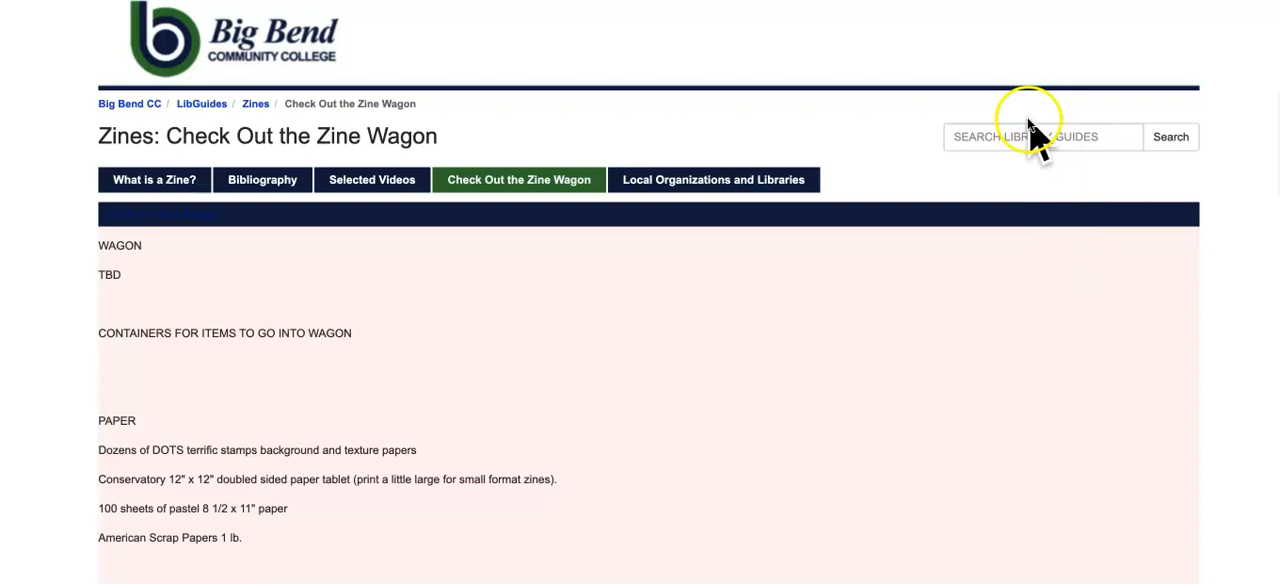 Big Bend
COMMUNITY COLLEGE
Big Bend CC / LibGuides / Zines / Check Out the Zine Wagon
Zines: Check Out the Zine Wagon
SEARCH GUIDES
Search
What is a Zine?
Bibliography
Selected Videos
Check Out the Zine Wagon
Local Organizations and Libraries
WAGON
TBD
CONTAINERS FOR ITEMS TO GO INTO WAGON
PAPER
Dozens of DOTS terrific stamps background and texture papers
Conservatory 12" x 12" doubled sided paper tablet (print a little large for small format zines).
100 sheets of pastel 8 1/2 x 11" paper
American Scrap Papers 1 lb.